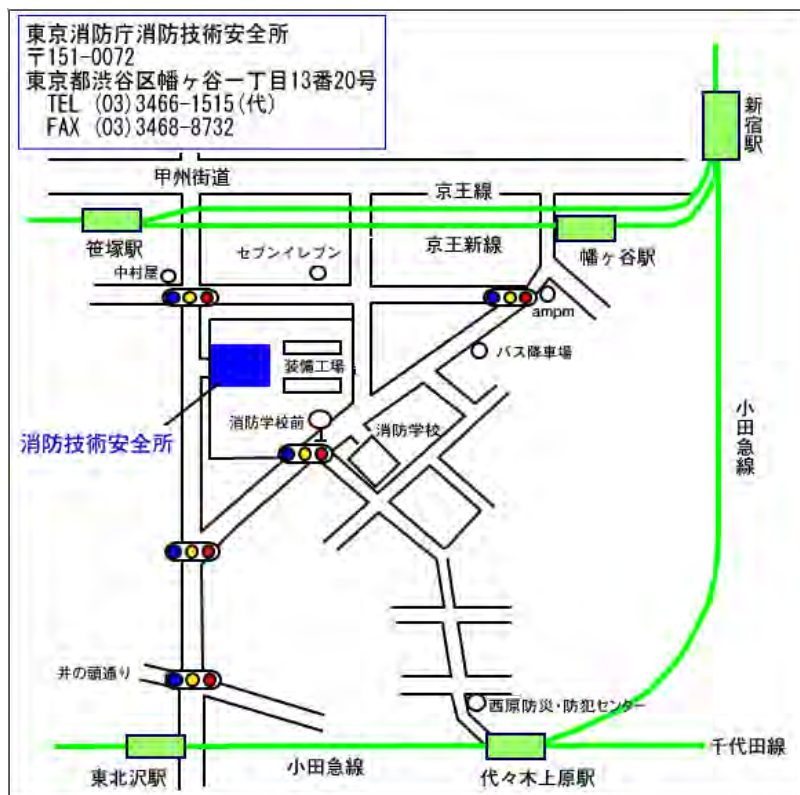 東京消防庁消防技術安全所
〒151-0072
東京都渋谷区幡ヶ谷一丁目13番20号
TEL (03)3466-1515(代)
FAX (03)3468-8732
新宿駅
甲州街道
京王線
笹塚駅
京王新線
幡ヶ谷駅
セブンイレブン
中村屋
ampm
バス降車場
装備工場
消防学校前
消防学校
小田急線
消防技術安全所
井の頭通り
西原防災・防犯センター
千代田線
小田急線
東北沢駅
代々木上原駅